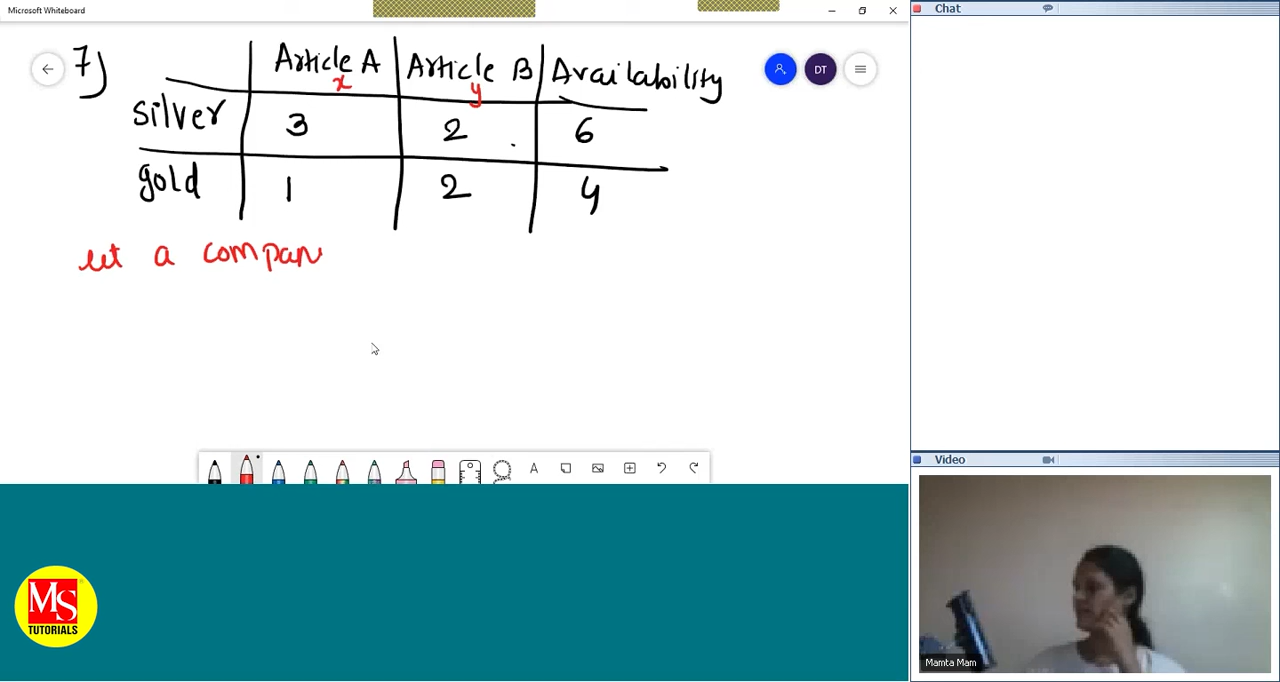 Microsoft Whiteboard
Chat
7) Article A Article B Availability
x y
silver 3 2 6
gold 1 2 4
let a compan
A
DT
Video
MS
TUTORIALS
Mamta Mam